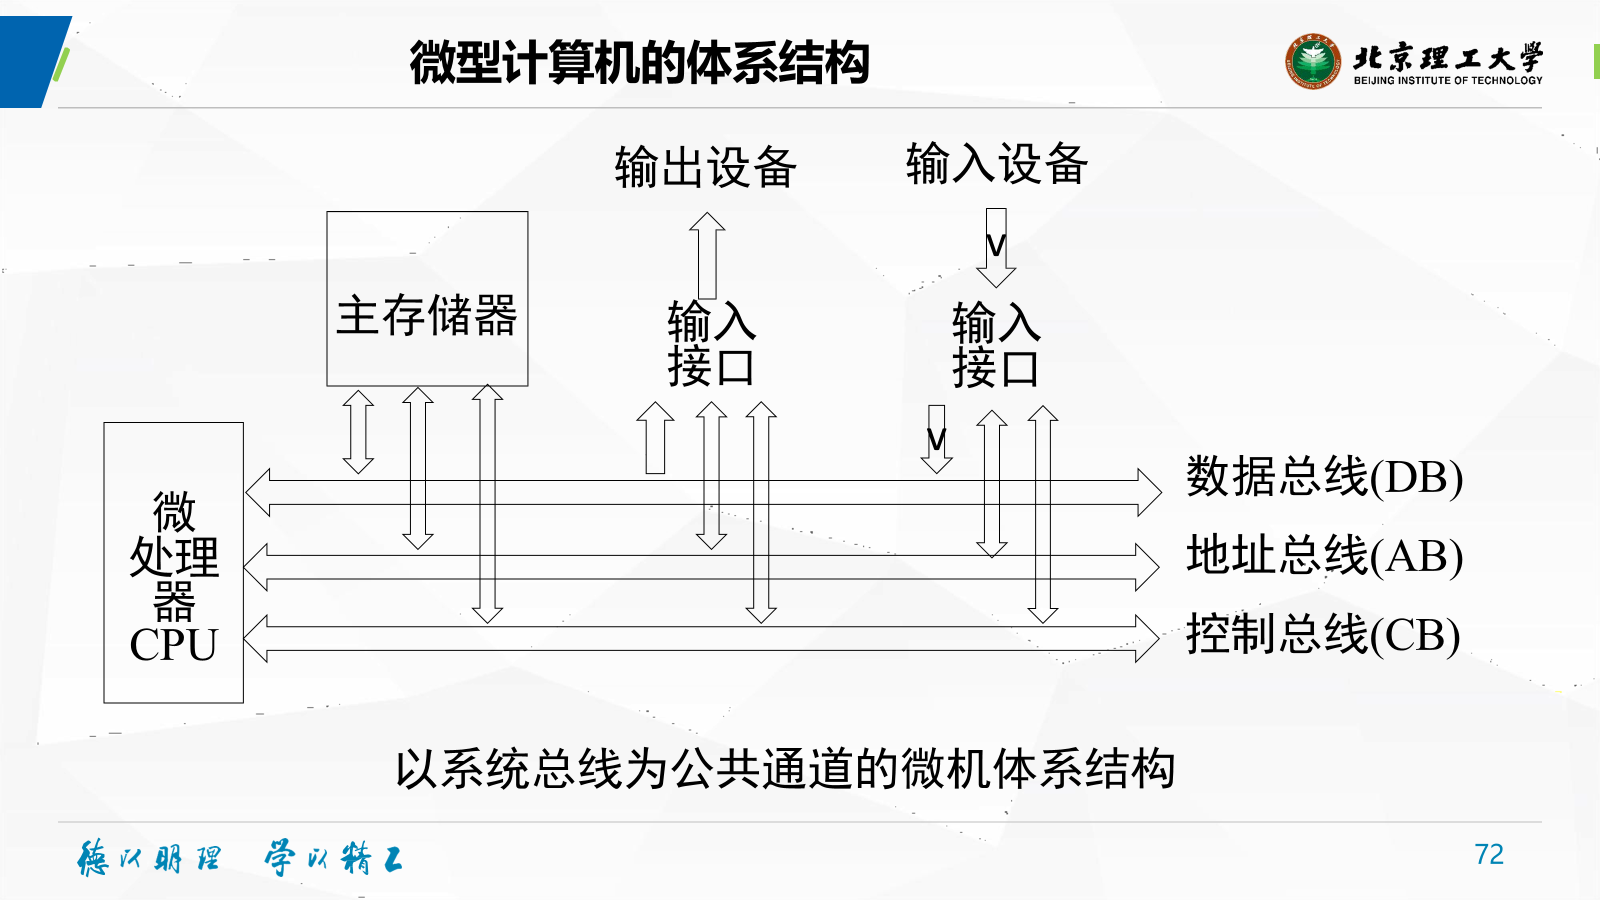 微型计算机的体系结构
北京理工大学
BEIJING INSTITUTE OF TECHNOLOGY
输出设备
输入设备
v
主存储器
输入
接口
输入
接口
v
微
处理
器
CPU
数据总线(DB)
地址总线(AB)
控制总线(CB)
以系统总线为公共通道的微机体系结构
德以明理 学以精工
72